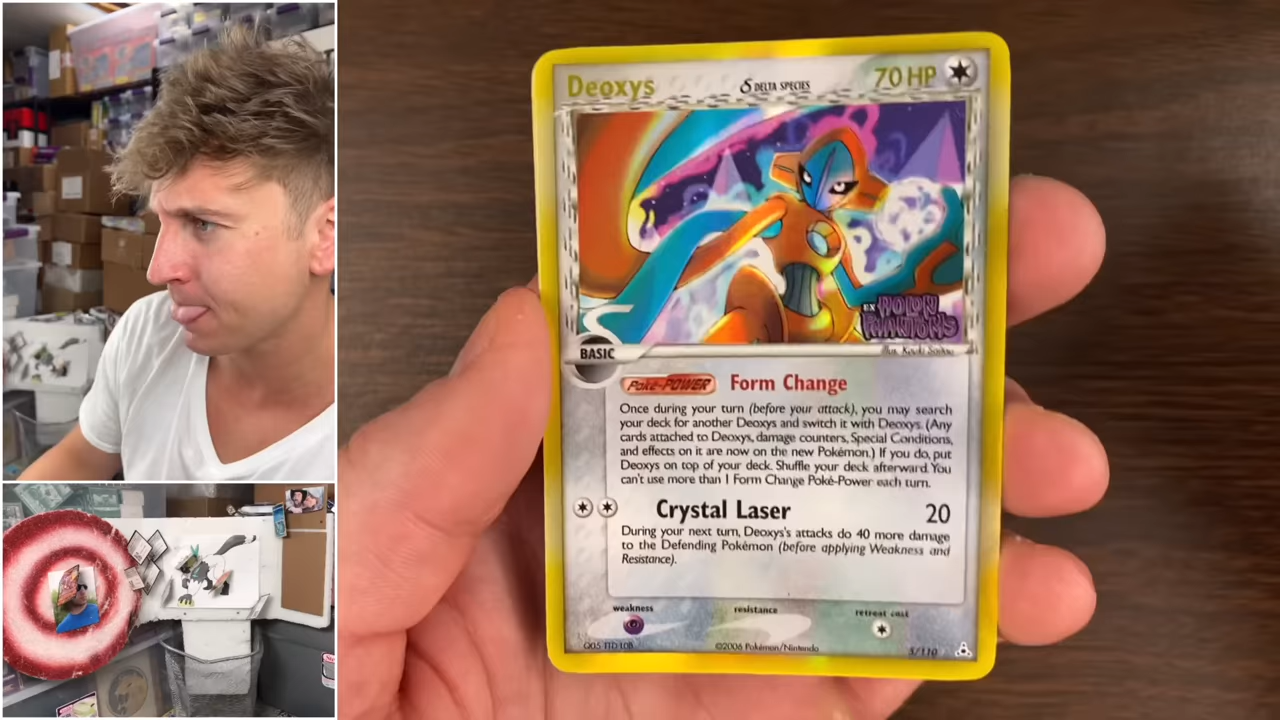 Deoxys
δ DELTA SPECIES
70 HP
EX HOLON
PHANTOMS
Illus. Kouki Saitou
BASIC
Poké-POWER Form Change
Once during your turn (before your attack), you may search
your deck for another Deoxys and switch it with Deoxys. (Any
cards attached to Deoxys, damage counters, Special Conditions,
and effects on it are now on the new Pokémon.) If you do, put
Deoxys on top of your deck. Shuffle your deck afterward. You
can't use more than 1 Form Change Poké-Power each turn.
Crystal Laser 20
During your next turn, Deoxys's attacks do 40 more damage
to the Defending Pokémon (before applying Weakness and
Resistance).
weakness resistance retreat cost
©2006 Pokémon/Nintendo